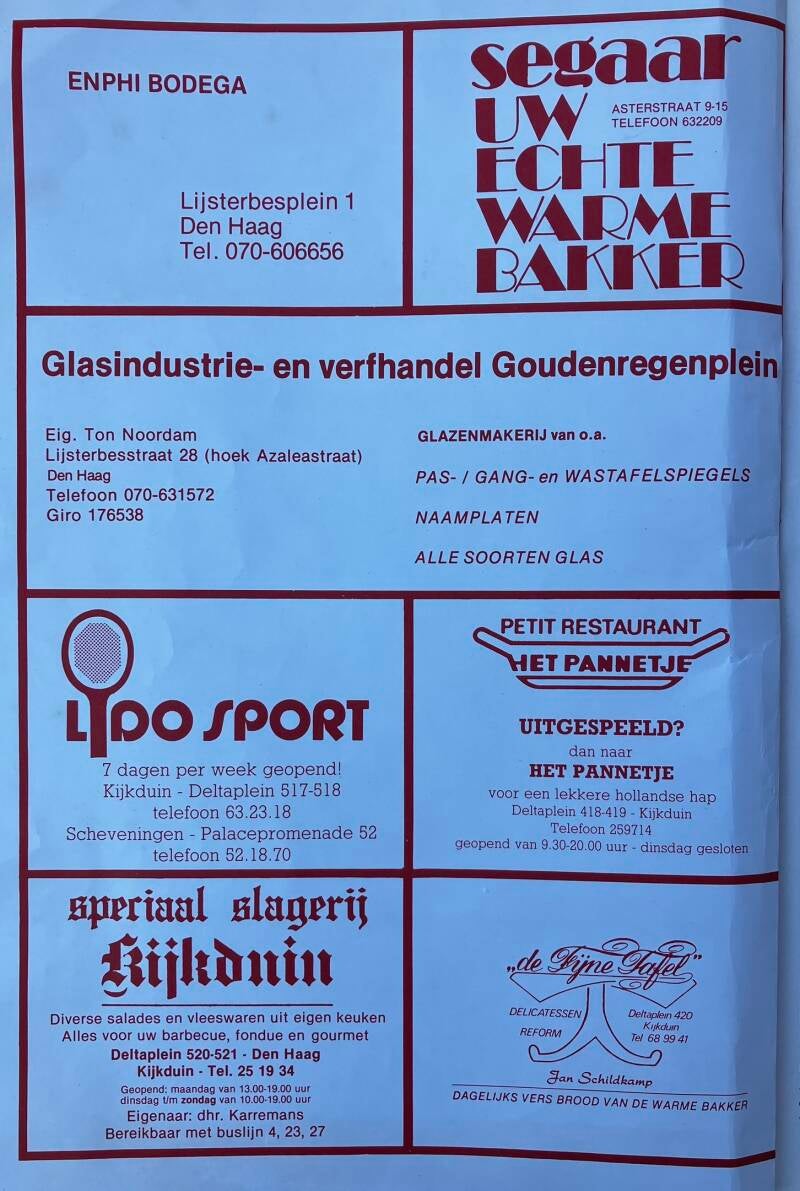 ENPHI BODEGA
Lijsterbesplein 1
Den Haag
Tel. 070-606656
segaar
UW
ASTERSTRAAT 9-15
TELEFOON 632209
ECHTE
WARME
BAKKER
Glasindustrie- en verfhandel Goudenregenplein
Eig. Ton Noordam
Lijsterbesstraat 28 (hoek Azaleastraat)
Den Haag
Telefoon 070-631572
Giro 176538
GLAZENMAKERIJ van o.a.
PAS- / GANG- en WASTAFELSPIEGELS
NAAMPLATEN
ALLE SOORTEN GLAS
LIDO SPORT
7 dagen per week geopend!
Kijkduin - Deltaplein 517-518
telefoon 63.23.18
Scheveningen - Palacepromenade 52
telefoon 52.18.70
PETIT RESTAURANT
HET PANNETJE
UITGESPEELD?
dan naar
HET PANNETJE
voor een lekkere hollandse hap
Deltaplein 418-419 - Kijkduin
Telefoon 259714
geopend van 9.30-20.00 uur - dinsdag gesloten
speciaal slagerij
Kijkduin
Diverse salades en vleeswaren uit eigen keuken
Alles voor uw barbecue, fondue en gourmet
Deltaplein 520-521 - Den Haag
Kijkduin - Tel. 25 19 34
Geopend: maandag van 13.00-19.00 uur
dinsdag t/m zondag van 10.00-19.00 uur
Eigenaar: dhr. Karremans
Bereikbaar met buslijn 4, 23, 27
„de Fijne Tafel”
DELICATESSEN
REFORM
Deltaplein 420
Kijkduin
Tel 68 99 41
Jan Schildkamp
DAGELIJKS VERS BROOD VAN DE WARME BAKKER